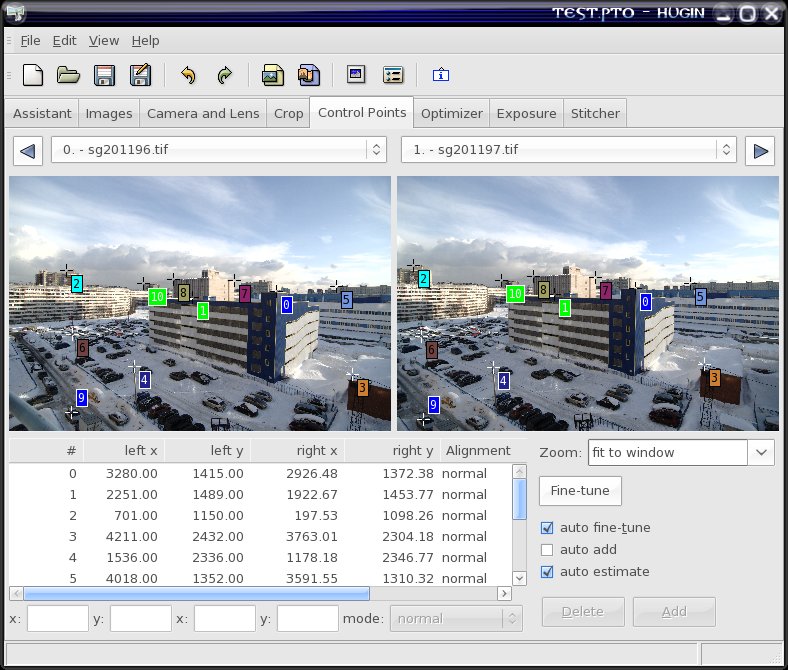 TEST.PTO - HUGIN
File Edit View Help
Assistant Images Camera and Lens Crop Control Points Optimizer Exposure Stitcher
0. - sg201196.tif 1. - sg201197.tif
2 10 8 1 7 0 5 6 4 9 3
2 10 8 1 7 0 5 6 4 9 3
# left x left y right x right y Alignment
0 3280.00 1415.00 2926.48 1372.38 normal
1 2251.00 1489.00 1922.67 1453.77 normal
2 701.00 1150.00 197.53 1098.26 normal
3 4211.00 2432.00 3763.01 2304.18 normal
4 1536.00 2336.00 1178.18 2346.77 normal
5 4018.00 1352.00 3591.55 1310.32 normal
x: y: x: y: mode: normal
Zoom: fit to window
Fine-tune
auto fine-tune
auto add
auto estimate
Delete Add